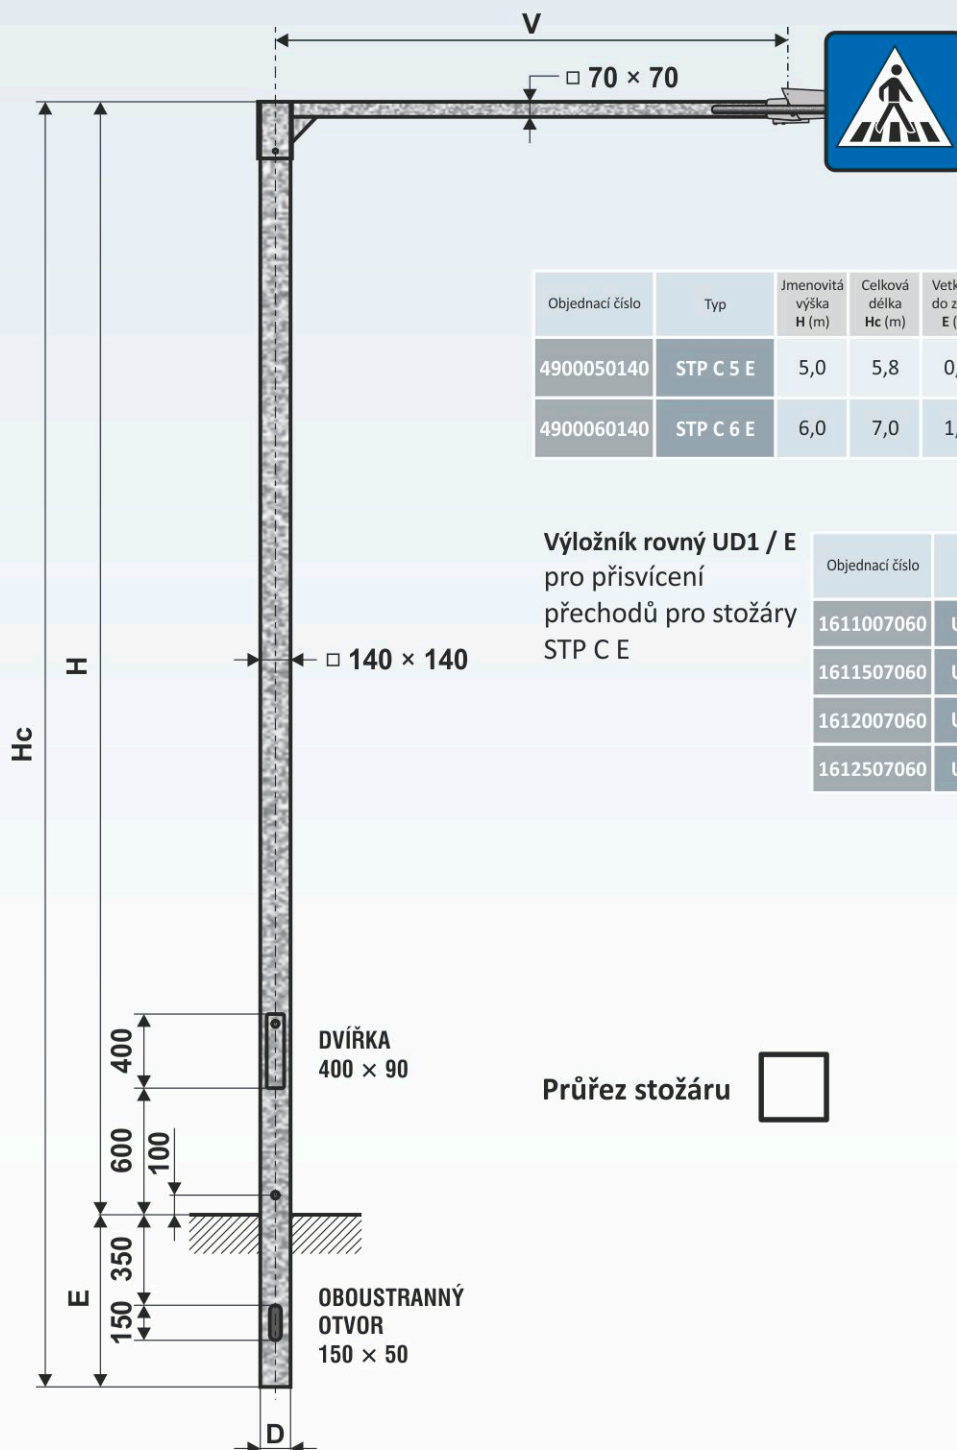 V
□ 70 × 70
Objednací číslo
Typ
Jmenovitá
výška
H (m)
Celková
délka
Hc (m)
4900050140 STP C 5 E 5,0 5,8
4900060140 STP C 6 E 6,0 7,0
Výložník rovný UD1 / E
pro přisvícení
přechodů pro stožáry
STP C E
Objednací číslo
1611007060
1611507060
1612007060
1612507060
H
□ 140 × 140
Hc
400
DVÍŘKA
400 × 90
Průřez stožáru
600
100
350
E
150
OBOUSTRANNÝ
OTVOR
150 × 50
D